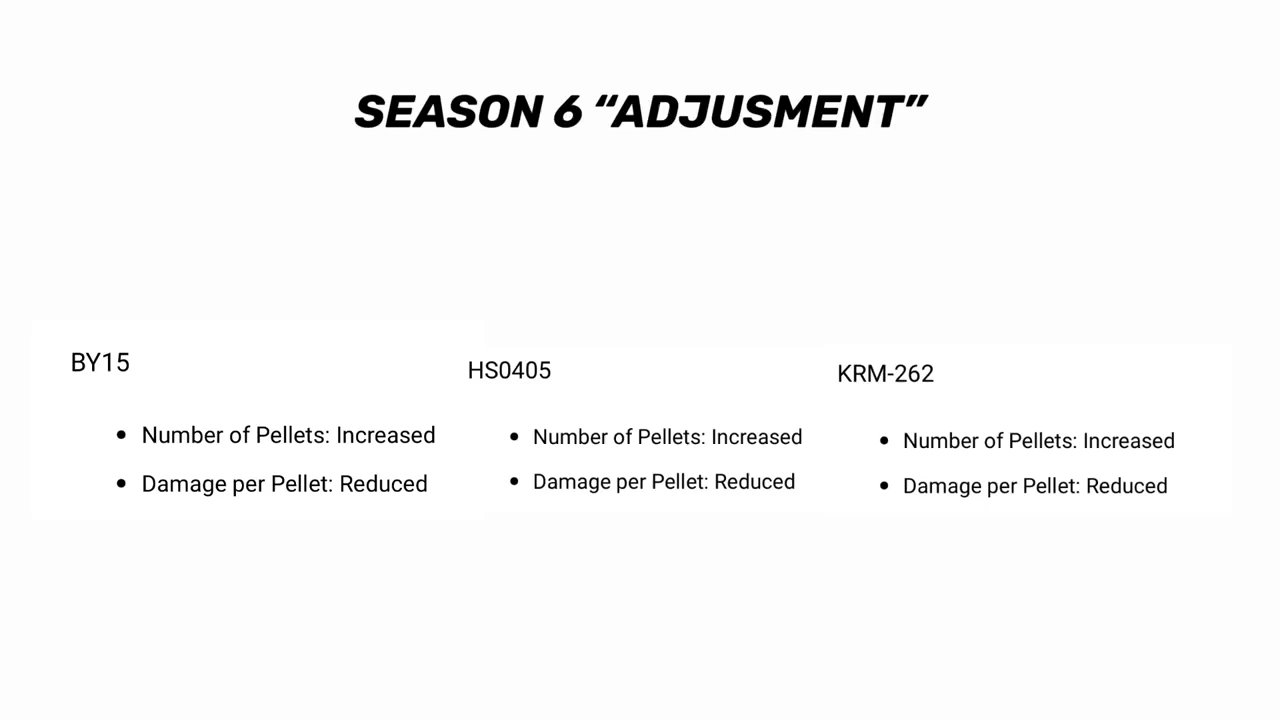 SEASON 6 “ADJUSMENT”
BY15
• Number of Pellets: Increased
• Damage per Pellet: Reduced
HS0405
• Number of Pellets: Increased
• Damage per Pellet: Reduced
KRM-262
• Number of Pellets: Increased
• Damage per Pellet: Reduced